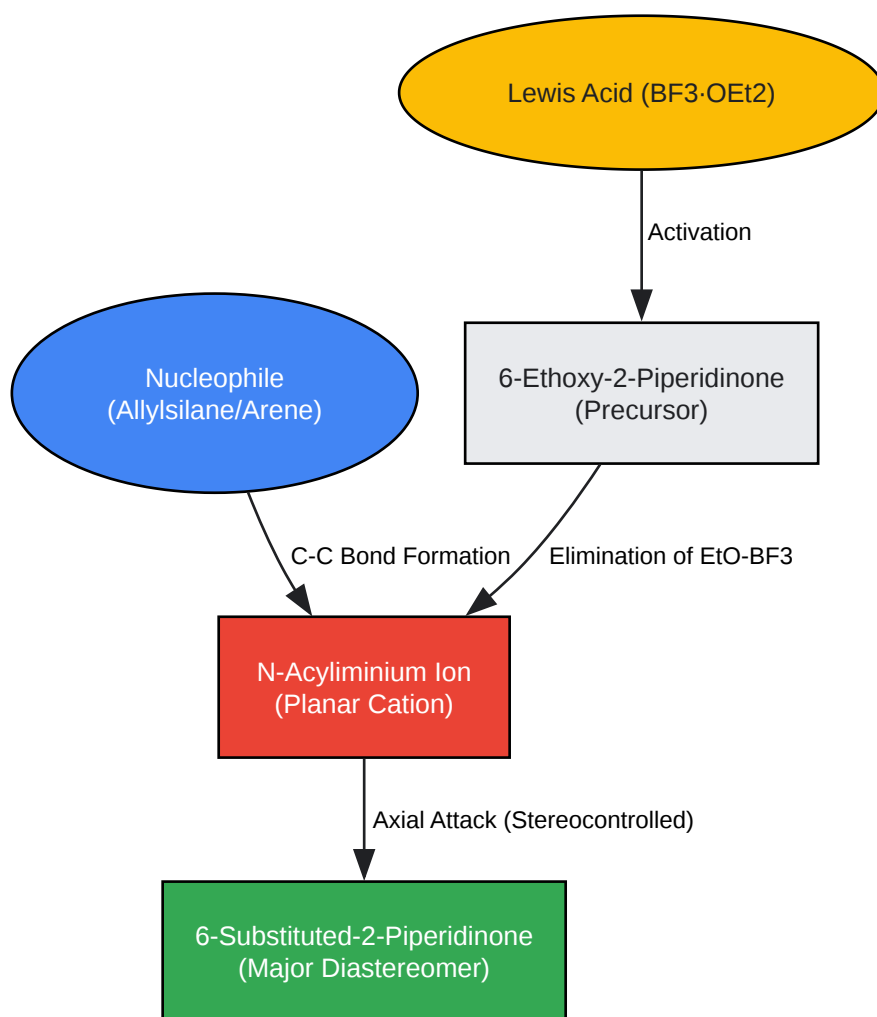 Lewis Acid (BF3·OEt2)
Activation
Nucleophile
(Allylsilane/Arene)
6-Ethoxy-2-Piperidinone
(Precursor)
C-C Bond Formation
Elimination of EtO-BF3
N-Acyliminium Ion
(Planar Cation)
Axial Attack (Stereocontrolled)
6-Substituted-2-Piperidinone
(Major Diastereomer)